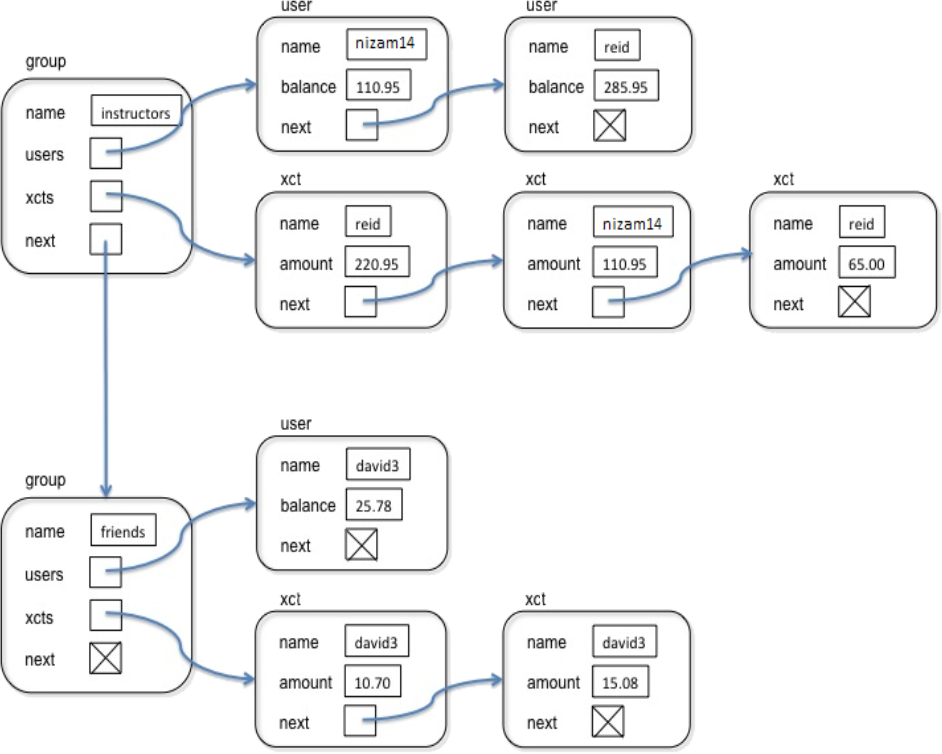 user
name nizam14
balance 110.95
next
user
name reid
balance 285.95
next
group
name instructors
users
xcts
next
xct
name reid
amount 220.95
next
xct
name nizam14
amount 110.95
next
xct
name reid
amount 65.00
next
user
name david3
balance 25.78
next
group
name friends
users
xcts
next
xct
name david3
amount 10.70
next
xct
name david3
amount 15.08
next